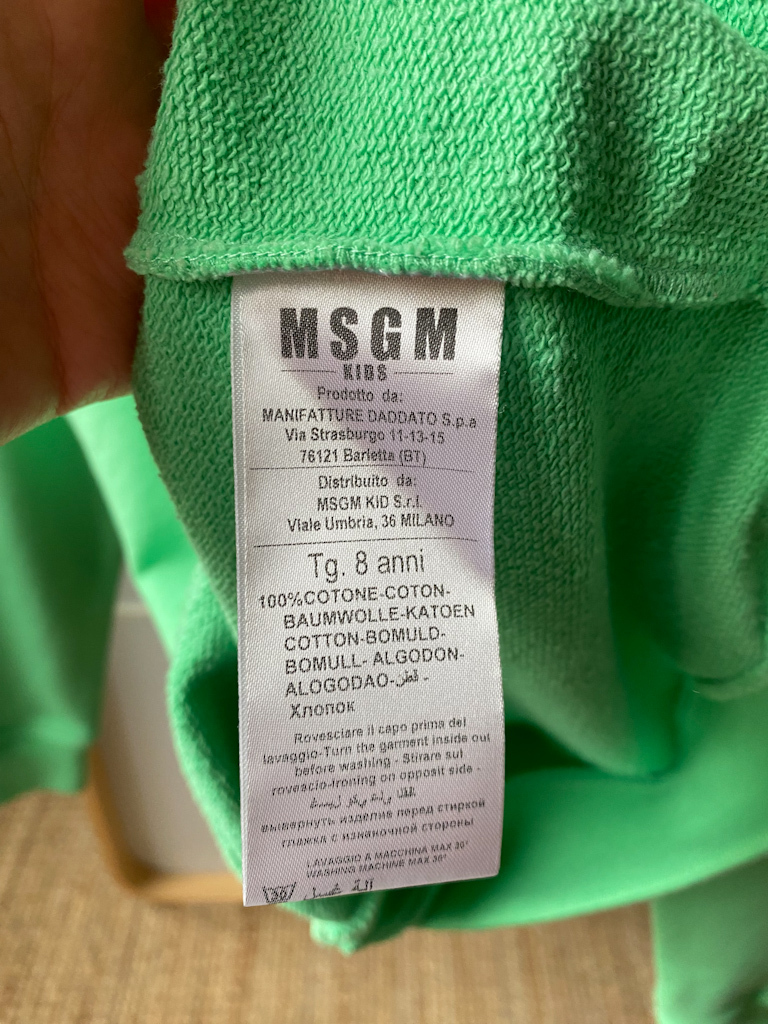 MSGM
KIDS
Prodotto da:
MANIFATTURE DADDATO S.p.a
Via Strasburgo 11-13-15
76121 Barletta (BT)
Distribuito da:
MSGM KID S.r.l.
Viale Umbria, 36 MILANO
Tg. 8 anni
100%COTONE-COTON-
BAUMWOLLE-KATOEN
COTTON-BOMULD-
BOMULL- ALGODON-
ALOGODAO-قطن -
Хлопок
Rovesciare il capo prima del
lavaggio-Turn the garment inside out
before washing - Stirare sul
rovescio-ironing on opposite side -
вывернуть изделие перед стиркой
глажка с изнаночной стороны
LAVAGGIO A MACCHINA MAX 30°
WASHING MACHINE MAX 30°
30